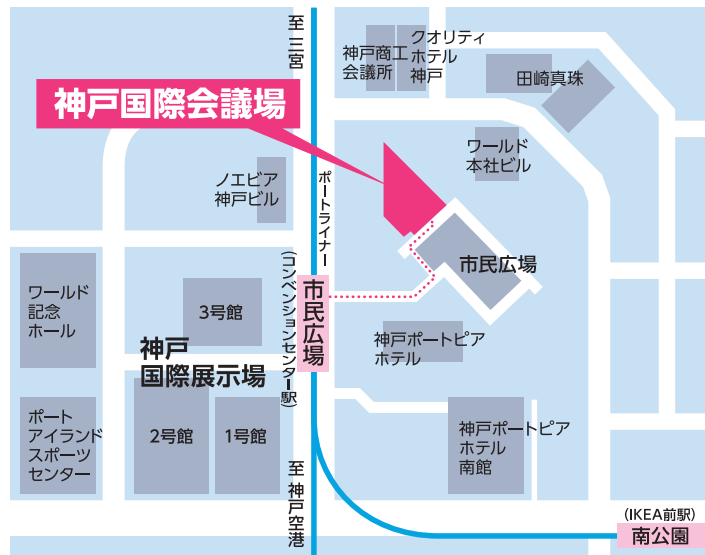 至 三宮
神戸商工
会議所
クオリティ
ホテル
神戸
田崎真珠
神戸国際会議場
ワールド
本社ビル
ノエビア
神戸ビル
ポートライナー
市民広場
(コンベンションセンター駅)
市民広場
ワールド
記念
ホール
3号館
神戸
国際展示場
神戸ポートピア
ホテル
ポート
アイランド
スポーツ
センター
2号館
1号館
神戸ポートピア
ホテル
南館
至 神戸空港
(IKEA前駅)
南公園